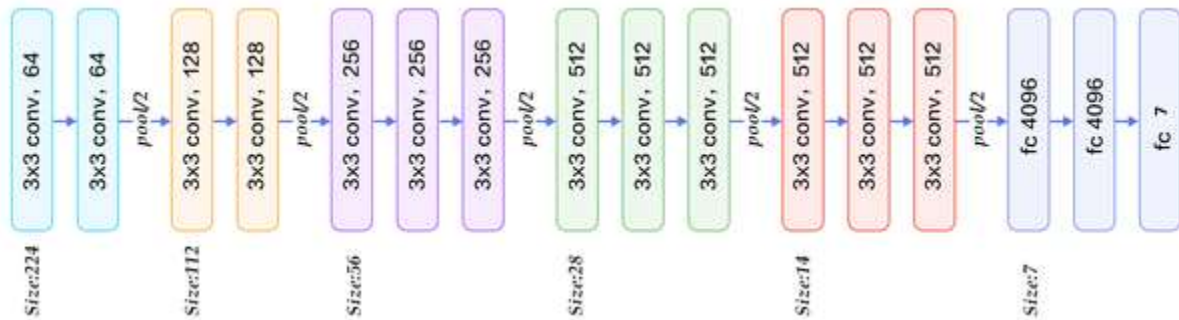 3x3 conv, 64
3x3 conv, 64
pool/2
3x3 conv, 128
3x3 conv, 128
pool/2
3x3 conv, 256
3x3 conv, 256
3x3 conv, 256
pool/2
3x3 conv, 512
3x3 conv, 512
3x3 conv, 512
pool/2
3x3 conv, 512
3x3 conv, 512
3x3 conv, 512
pool/2
fc 4096
fc 4096
fc 7
Size:224
Size:112
Size:56
Size:28
Size:14
Size:7